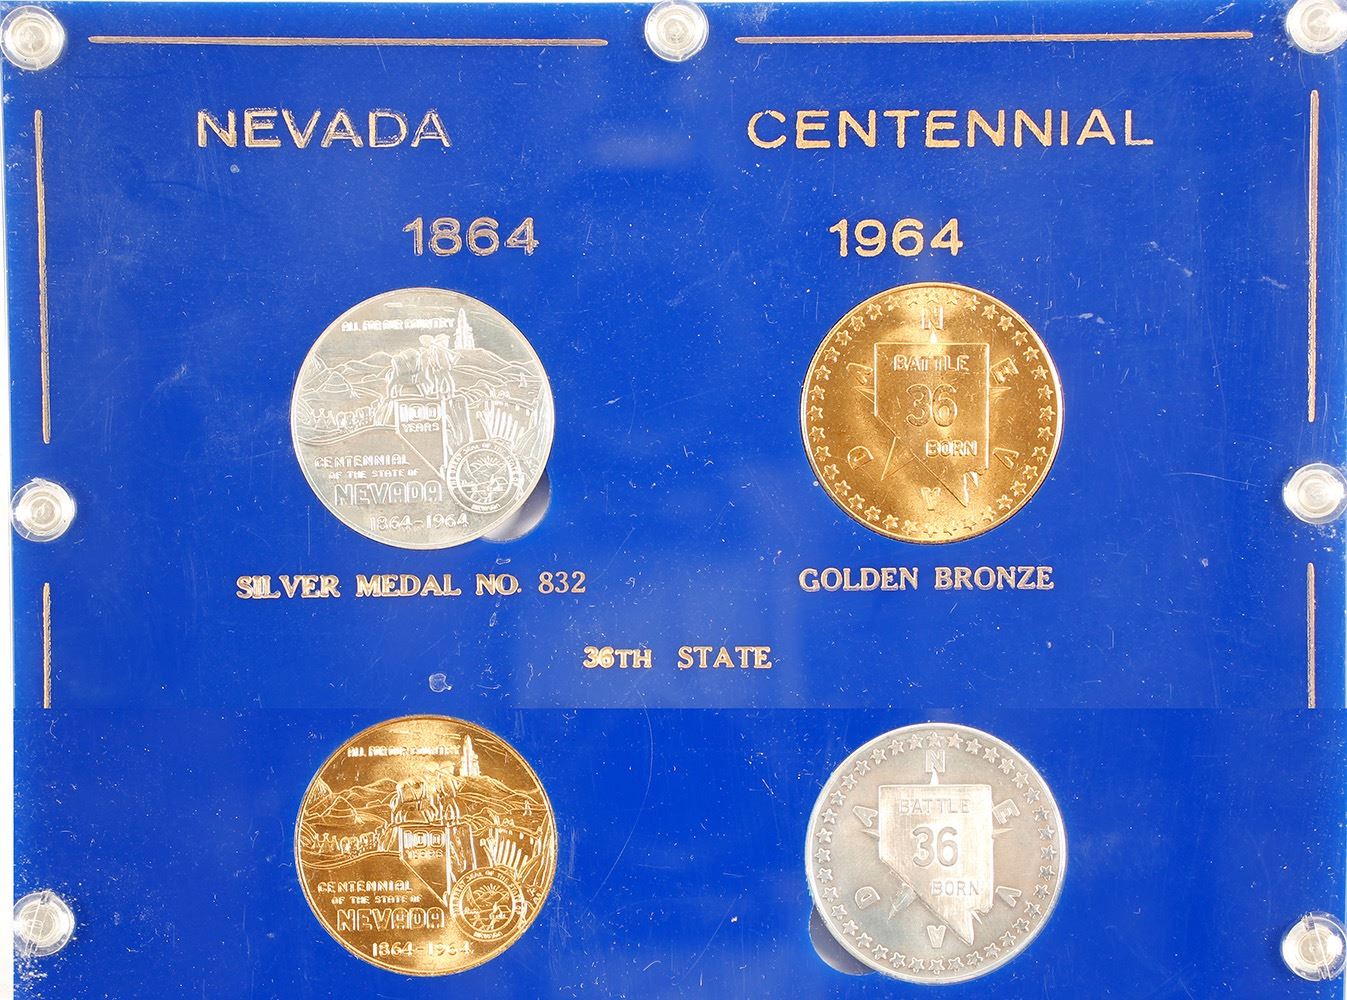 NEVADA CENTENNIAL
1864 1964
ALL FOR OUR COUNTRY
100
YEARS
CENTENNIAL
OF THE STATE OF
NEVADA
1864-1964
NEVADA
BATTLE
36
BORN
SILVER MEDAL NO. 832
GOLDEN BRONZE
36TH STATE
ALL FOR OUR COUNTRY
100
YEARS
CENTENNIAL
OF THE STATE OF
NEVADA
1864-1964
NEVADA
BATTLE
36
BORN